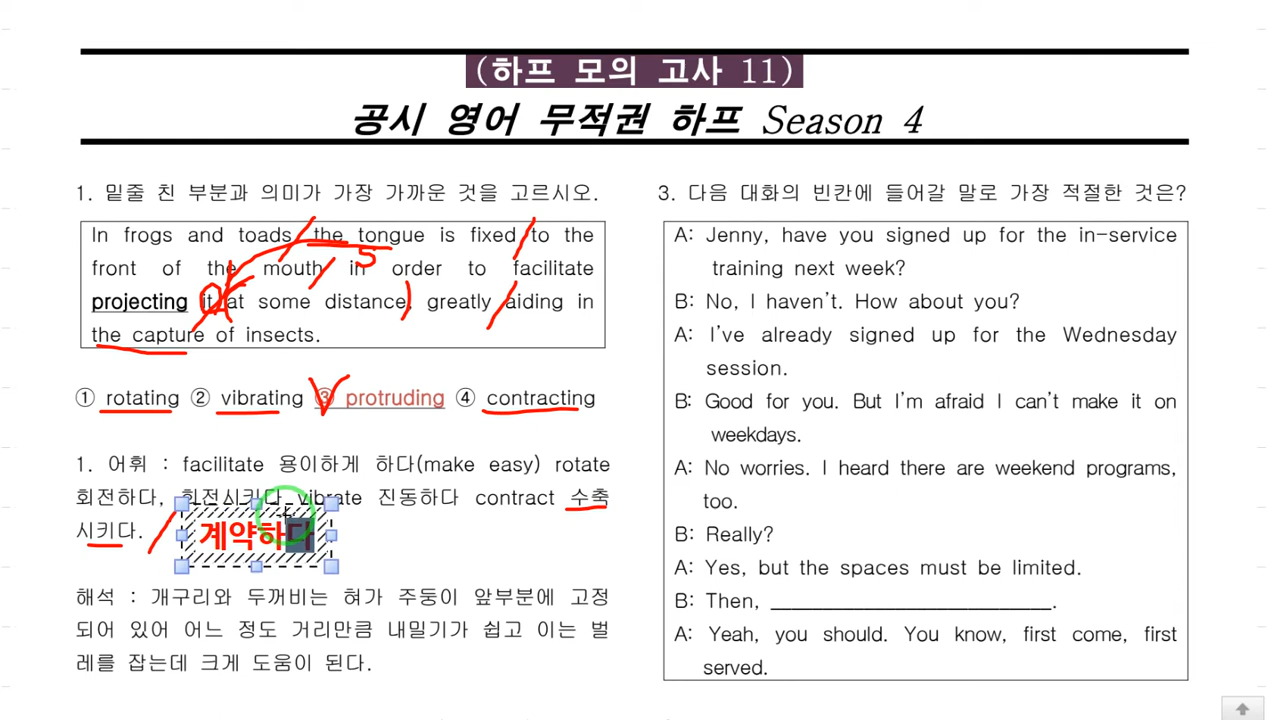 (하프 모의 고사 11)
공시 영어 무적권 하프 Season 4
1. 밑줄 친 부분과 의미가 가장 가까운 것을 고르시오.
In frogs and toads, the tongue is fixed to the
front of the mouth in order to facilitate
projecting it at some distance, greatly aiding in
the capture of insects.
① rotating ② vibrating ③ protruding ④ contracting
1. 어휘 : facilitate 용이하게 하다(make easy) rotate
회전하다, 회전시키다 vibrate 진동하다 contract 수축
시키다.
계약하다
해석 : 개구리와 두꺼비는 혀가 주둥이 앞부분에 고정
되어 있어 어느 정도 거리만큼 내밀기가 쉽고 이는 벌
레를 잡는데 크게 도움이 된다.
3. 다음 대화의 빈칸에 들어갈 말로 가장 적절한 것은?
A: Jenny, have you signed up for the in-service
training next week?
B: No, I haven't. How about you?
A: I've already signed up for the Wednesday
session.
B: Good for you. But I'm afraid I can't make it on
weekdays.
A: No worries. I heard there are weekend programs,
too.
B: Really?
A: Yes, but the spaces must be limited.
B: Then, ____________________________.
A: Yeah, you should. You know, first come, first
served.